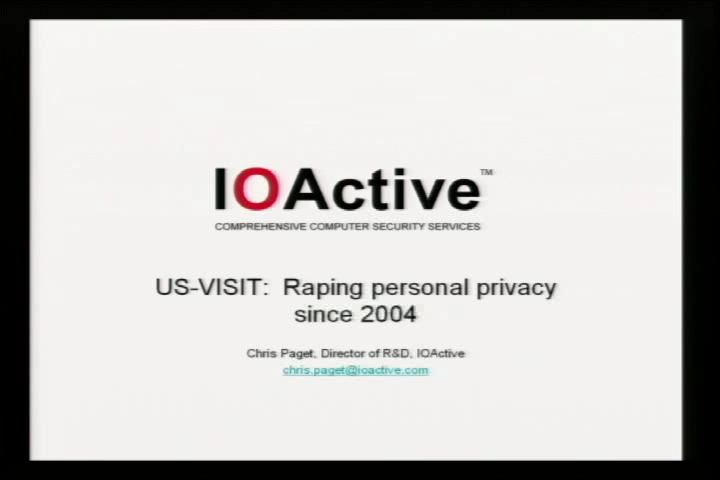 IOActive™
COMPREHENSIVE COMPUTER SECURITY SERVICES
US-VISIT: Raping personal privacy
since 2004
Chris Paget, Director of R&D, IOActive
chris.paget@ioactive.com